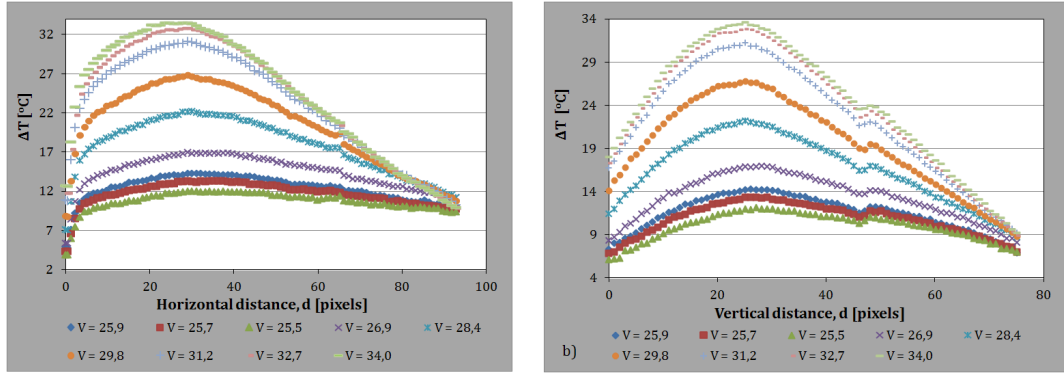 32
27
22
17
12
7
2
ΔT [ºC]
0 20 40 60 80 100
Horizontal distance, d [pixels]
V = 25,9 V = 25,7 V = 25,5 V = 26,9 V = 28,4
V = 29,8 V = 31,2 V = 32,7 V = 34,0
34
29
24
19
14
9
4
ΔT [ºC]
0 20 40 60 80
Vertical distance, d [pixels]
V = 25,9 V = 25,7 V = 25,5 V = 26,9 V = 28,4
b) V = 29,8 V = 31,2 V = 32,7 V = 34,0